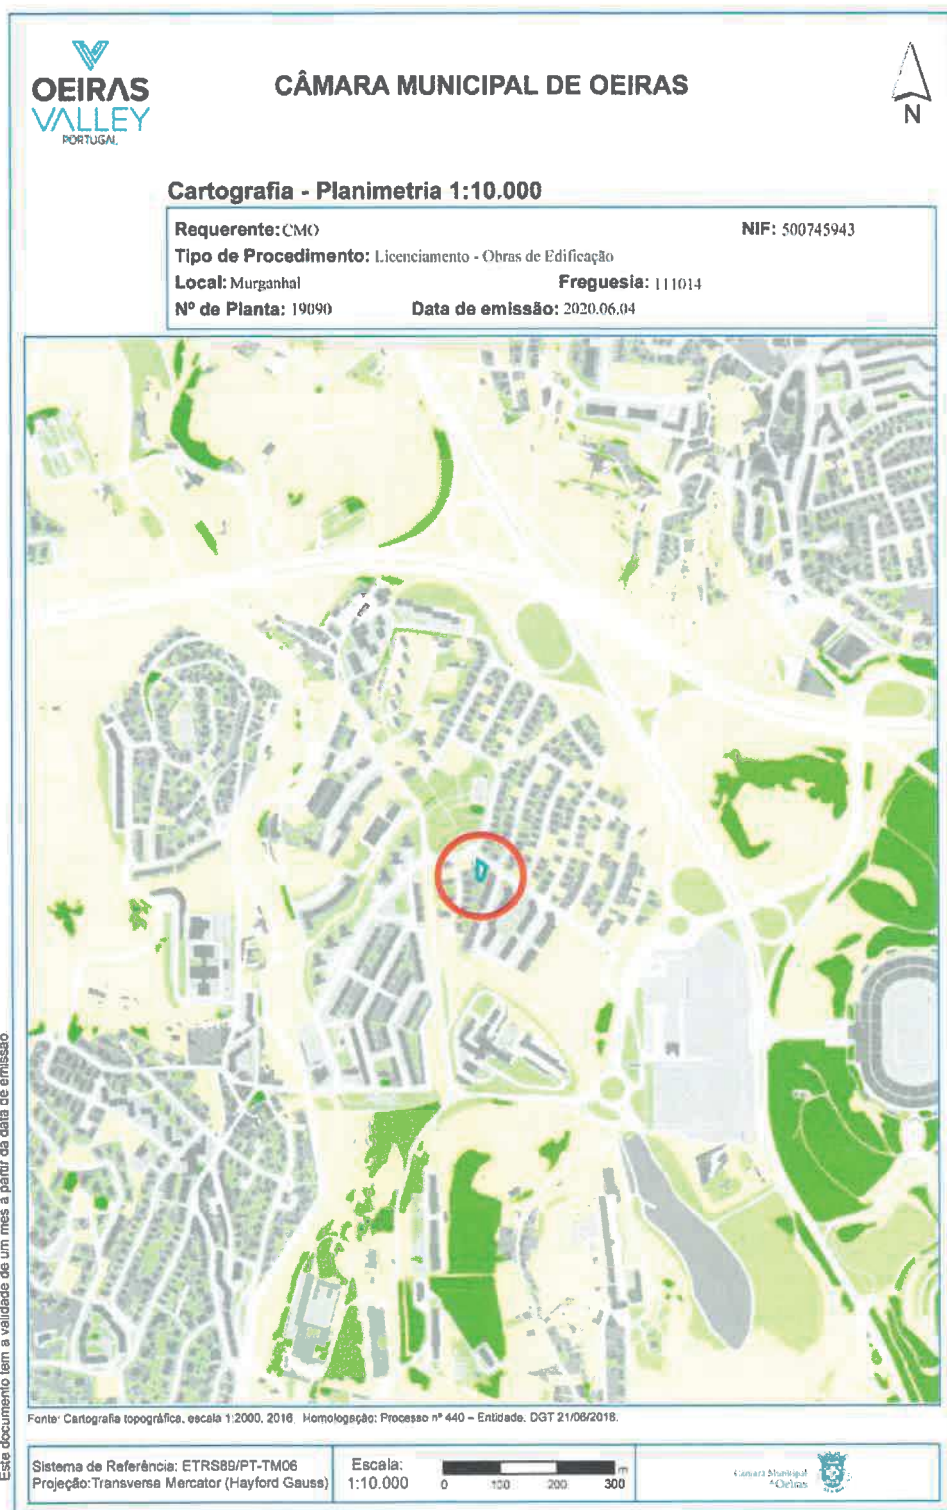 OEIRAS
VALLEY
PORTUGAL
CÂMARA MUNICIPAL DE OEIRAS
N
Cartografia - Planimetria 1:10.000
Requerente: CMO NIF: 500745943
Tipo de Procedimento: Licenciamento - Obras de Edificação
Local: Murganhal Freguesia: 111014
Nº de Planta: 19090 Data de emissão: 2020.06.04
Este documento tem a validade de um mês a partir da data de emissão
Fonte: Cartografia topográfica, escala 1:2000, 2016. Homologação: Processo nº 440 – Entidade. DGT 21/06/2018.
Sistema de Referência: ETRS89/PT-TM06
Projeção:Transversa Mercator (Hayford Gauss)
Escala:
1:10.000
m
0 100 200 300
Câmara Municipal
de Oeiras